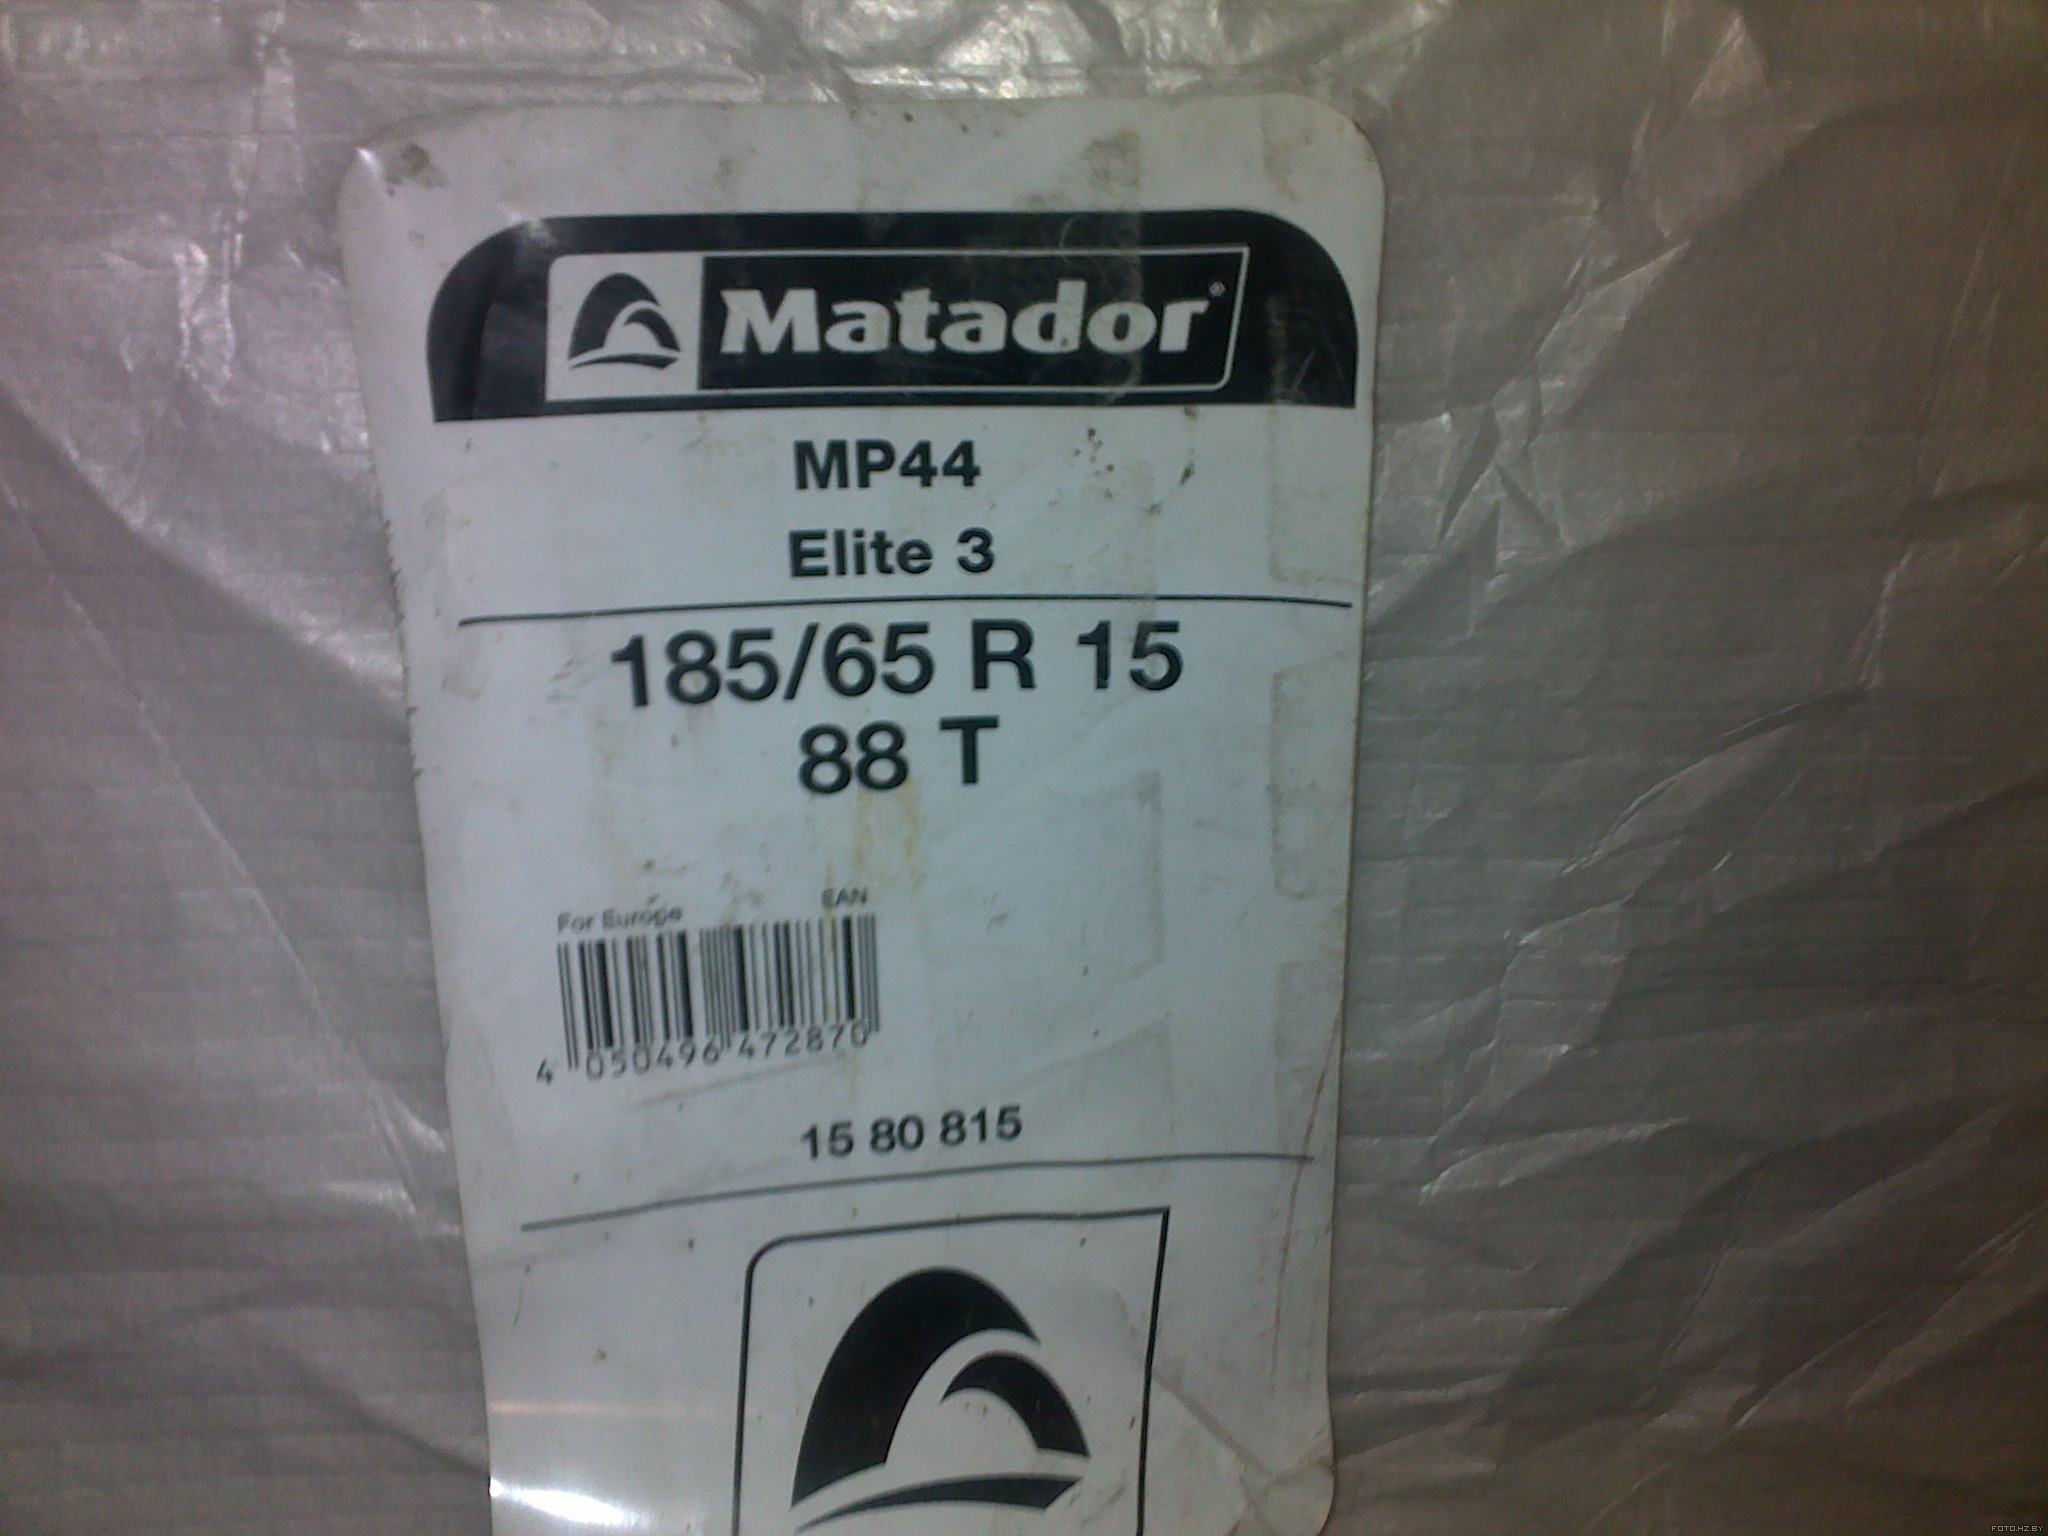 Matador®
MP44
Elite 3
185/65 R 15
88 T
For Europe EAN
4 050496 472870
15 80 815
FOTO.HZ.BY